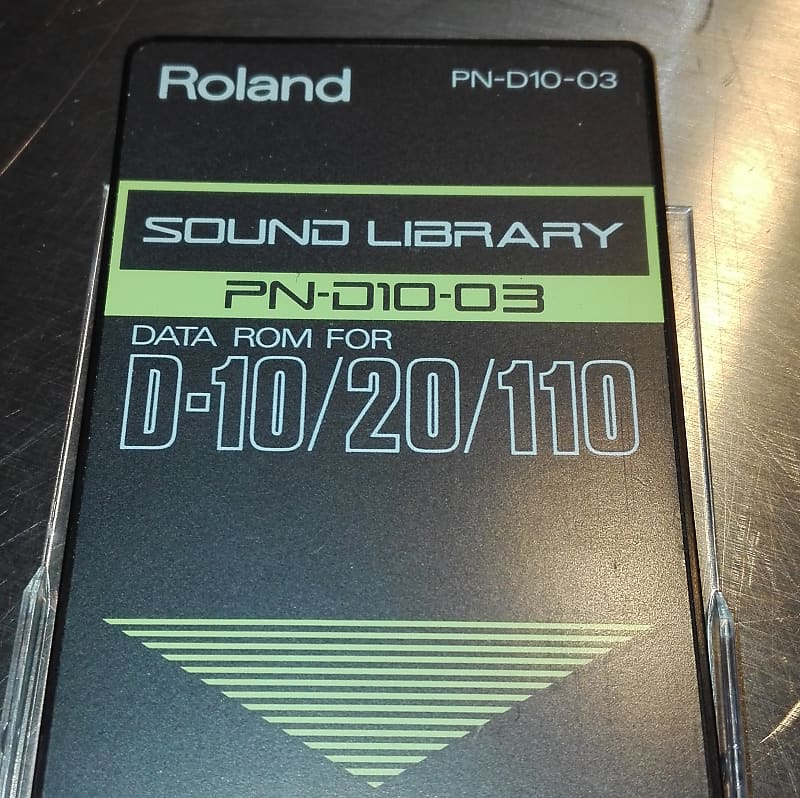 Roland PN-D10-03
SOUND LIBRARY
PN-D10-03
DATA ROM FOR
D-10/20/110